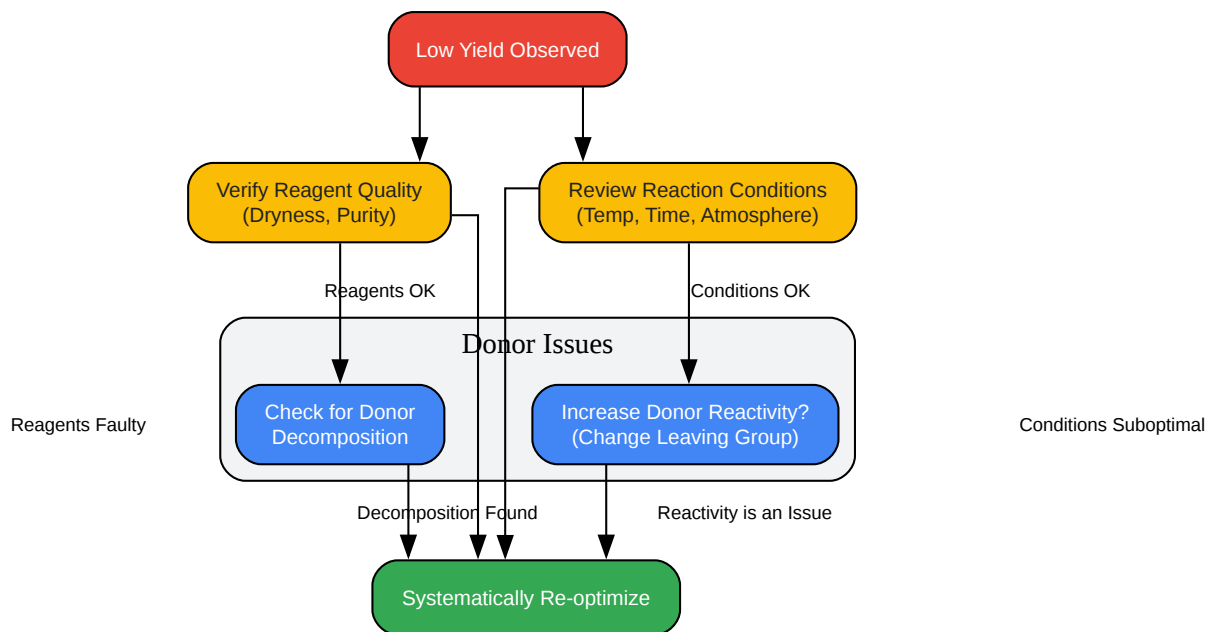 Low Yield Observed
Verify Reagent Quality
(Dryness, Purity)
Review Reaction Conditions
(Temp, Time, Atmosphere)
Reagents OK
Conditions OK
Donor Issues
Reagents Faulty
Check for Donor
Decomposition
Increase Donor Reactivity?
(Change Leaving Group)
Conditions Suboptimal
Decomposition Found
Reactivity is an Issue
Systematically Re-optimize